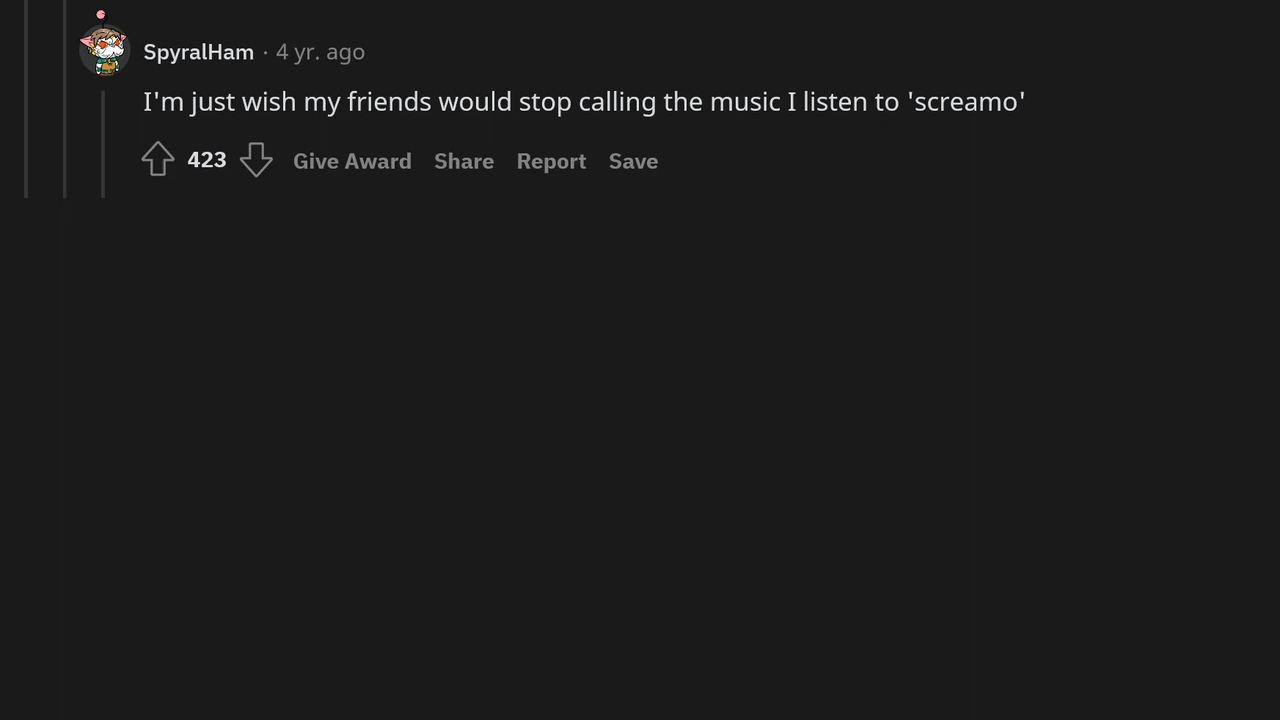 SpyralHam · 4 yr. ago
I'm just wish my friends would stop calling the music I listen to 'screamo'
423 Give Award Share Report Save